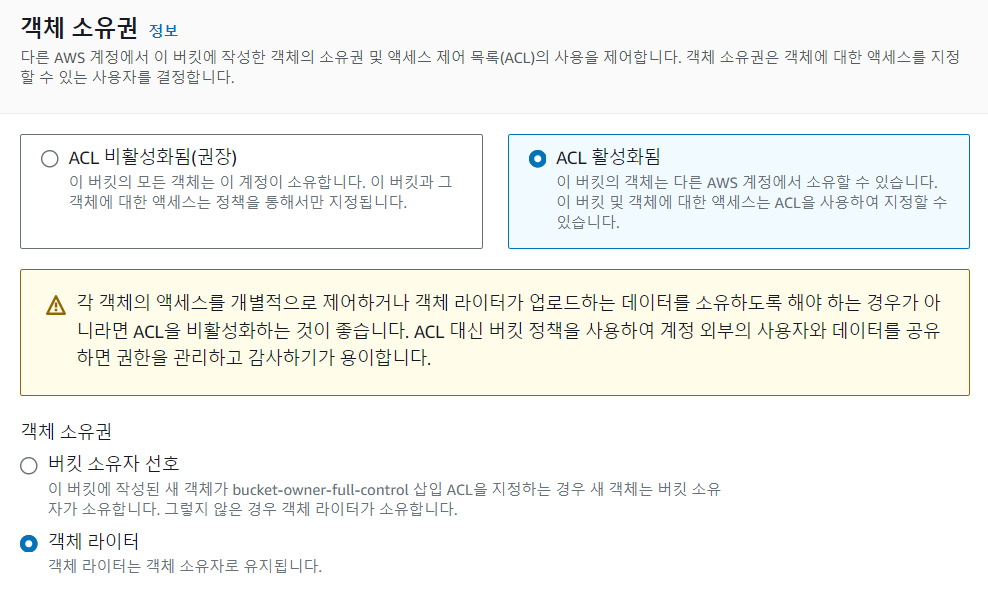 객체 소유권 정보
다른 AWS 계정에서 이 버킷에 작성한 객체의 소유권 및 액세스 제어 목록(ACL)의 사용을 제어합니다. 객체 소유권은 객체에 대한 액세스를 지정
할 수 있는 사용자를 결정합니다.
ACL 비활성화됨(권장)
이 버킷의 모든 객체는 이 계정이 소유합니다. 이 버킷과 그
객체에 대한 액세스는 정책을 통해서만 지정됩니다.
ACL 활성화됨
이 버킷의 객체는 다른 AWS 계정에서 소유할 수 있습니다.
이 버킷 및 객체에 대한 액세스는 ACL을 사용하여 지정할 수
있습니다.
각 객체의 액세스를 개별적으로 제어하거나 객체 라이터가 업로드하는 데이터를 소유하도록 해야 하는 경우가 아
니라면 ACL을 비활성화하는 것이 좋습니다. ACL 대신 버킷 정책을 사용하여 계정 외부의 사용자와 데이터를 공유
하면 권한을 관리하고 감사하기가 용이합니다.
객체 소유권
버킷 소유자 선호
이 버킷에 작성된 새 객체가 bucket-owner-full-control 삽입 ACL을 지정하는 경우 새 객체는 버킷 소유
자가 소유합니다. 그렇지 않은 경우 객체 라이터가 소유합니다.
객체 라이터
객체 라이터는 객체 소유자로 유지됩니다.